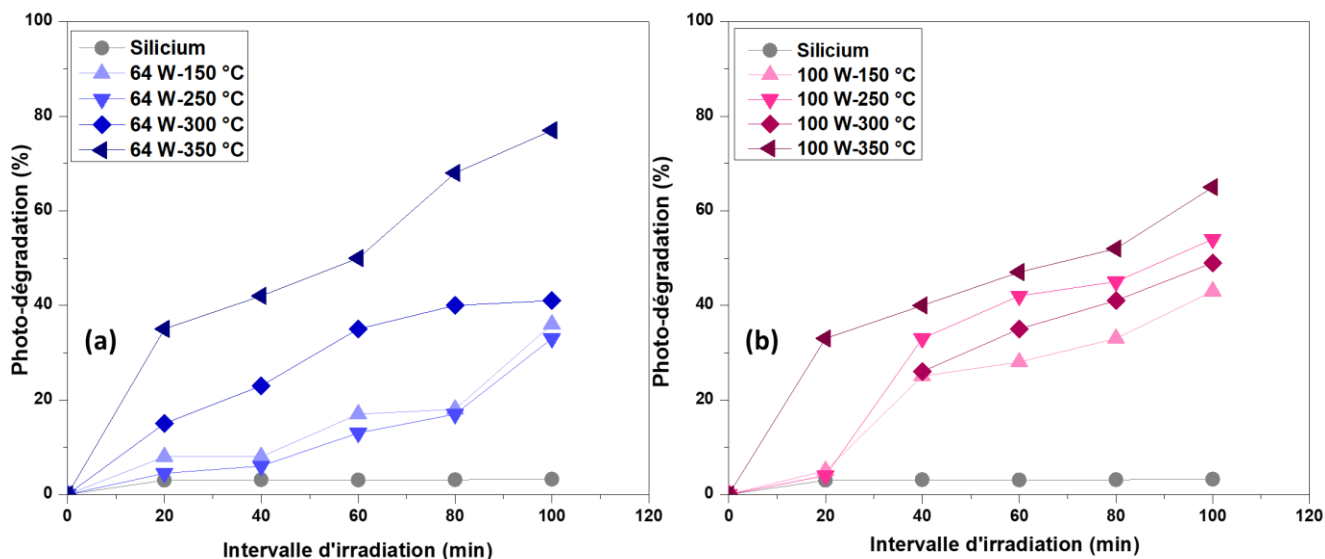 100
80
60
40
20
0
Photo-dégradation (%)
Silicium
64 W-150 °C
64 W-250 °C
64 W-300 °C
64 W-350 °C
(a)
0
20
40
60
80
100
120
Intervalle d'irradiation (min)
100
80
60
40
20
0
Photo-dégradation (%)
Silicium
100 W-150 °C
100 W-250 °C
100 W-300 °C
100 W-350 °C
(b)
0
20
40
60
80
100
120
Intervalle d'irradiation (min)